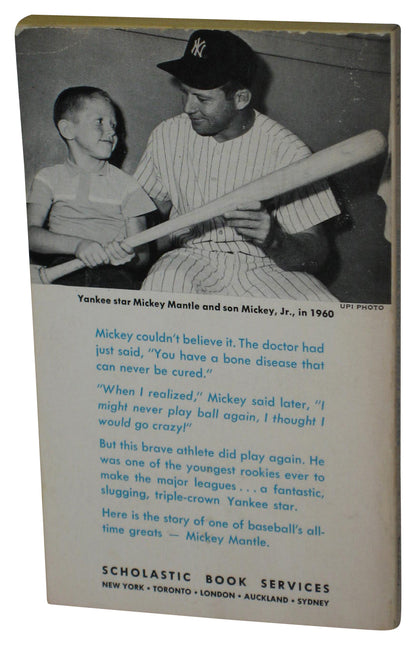 NY
Yankee star Mickey Mantle and son Mickey, Jr., in 1960
UPI PHOTO
Mickey couldn't believe it. The doctor had
just said, "You have a bone disease that
can never be cured."
"When I realized," Mickey said later, "I
might never play ball again, I thought I
would go crazy!"
But this brave athlete did play again. He
was one of the youngest rookies ever to
make the major leagues . . . a fantastic,
slugging, triple-crown Yankee star.
Here is the story of one of baseball's all-
time greats — Mickey Mantle.
SCHOLASTIC BOOK SERVICES
NEW YORK • TORONTO • LONDON • AUCKLAND • SYDNEY